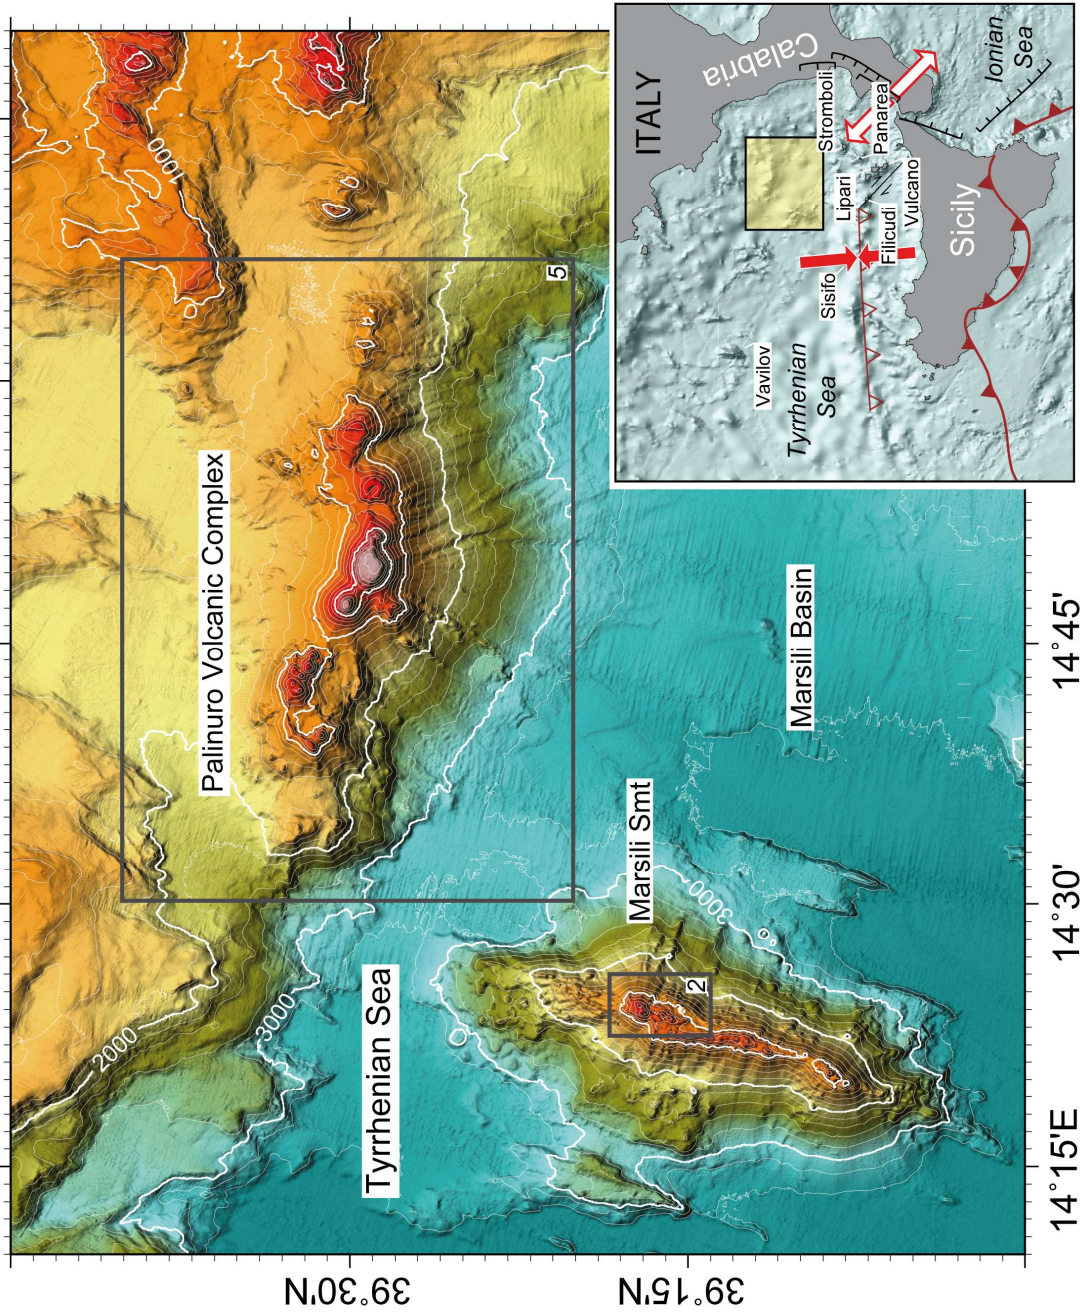 Palinuro Volcanic Complex
Tyrrhenian Sea
Marsili Smt
Marsili Basin
1000
2000
3000
3000
5
2
39°30'N
39°15'N
14°15'E
14°30'
14°45'
ITALY
Calabria
Ionian
Sea
Stromboli
Panarea
Lipari
Filicudi
Vulcano
Sicily
Sisifo
Vavilov
Tyrrhenian
Sea